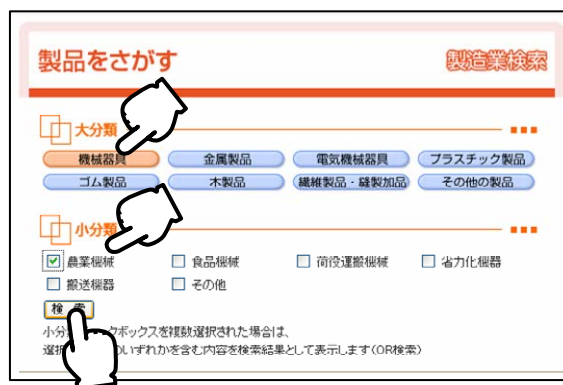 製品をさがす 製造業検索
大分類
機械器具 金属製品 電気機械器具 プラスチック製品
ゴム製品 木製品 繊維製品・縫製加工品 その他の製品
小分類
農業機械 食品機械 荷役運搬機械 省力化機器
搬送機器 その他
検
小分 ックボックスを複数選択された場合は、
選択 のいずれかを含む内容を検索結果として表示します(OR検索)